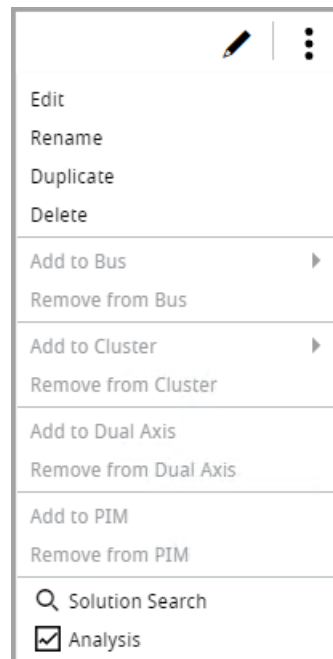 Edit
Rename
Duplicate
Delete
Add to Bus
Remove from Bus
Add to Cluster
Remove from Cluster
Add to Dual Axis
Remove from Dual Axis
Add to PIM
Remove from PIM
Solution Search
Analysis